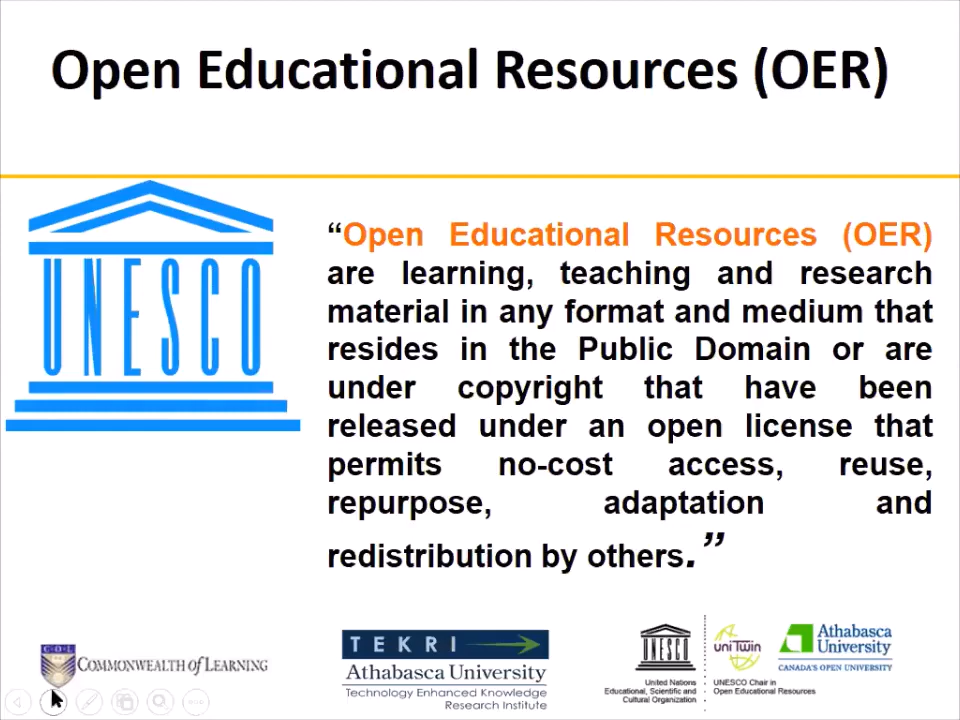 Open Educational Resources (OER)
UNESCO
“Open Educational Resources (OER)
are learning, teaching and research
material in any format and medium that
resides in the Public Domain or are
under copyright that have been
released under an open license that
permits no-cost access, reuse,
repurpose, adaptation and
redistribution by others.”
COL
COMMONWEALTH of LEARNING
TEKRI
Athabasca University
Technology Enhanced Knowledge
Research Institute
UNESCO
United Nations
Educational, Scientific and
Cultural Organization
uniTwin
UNESCO Chair in
Open Educational Resources
Athabasca
University
CANADA'S OPEN UNIVERSITY